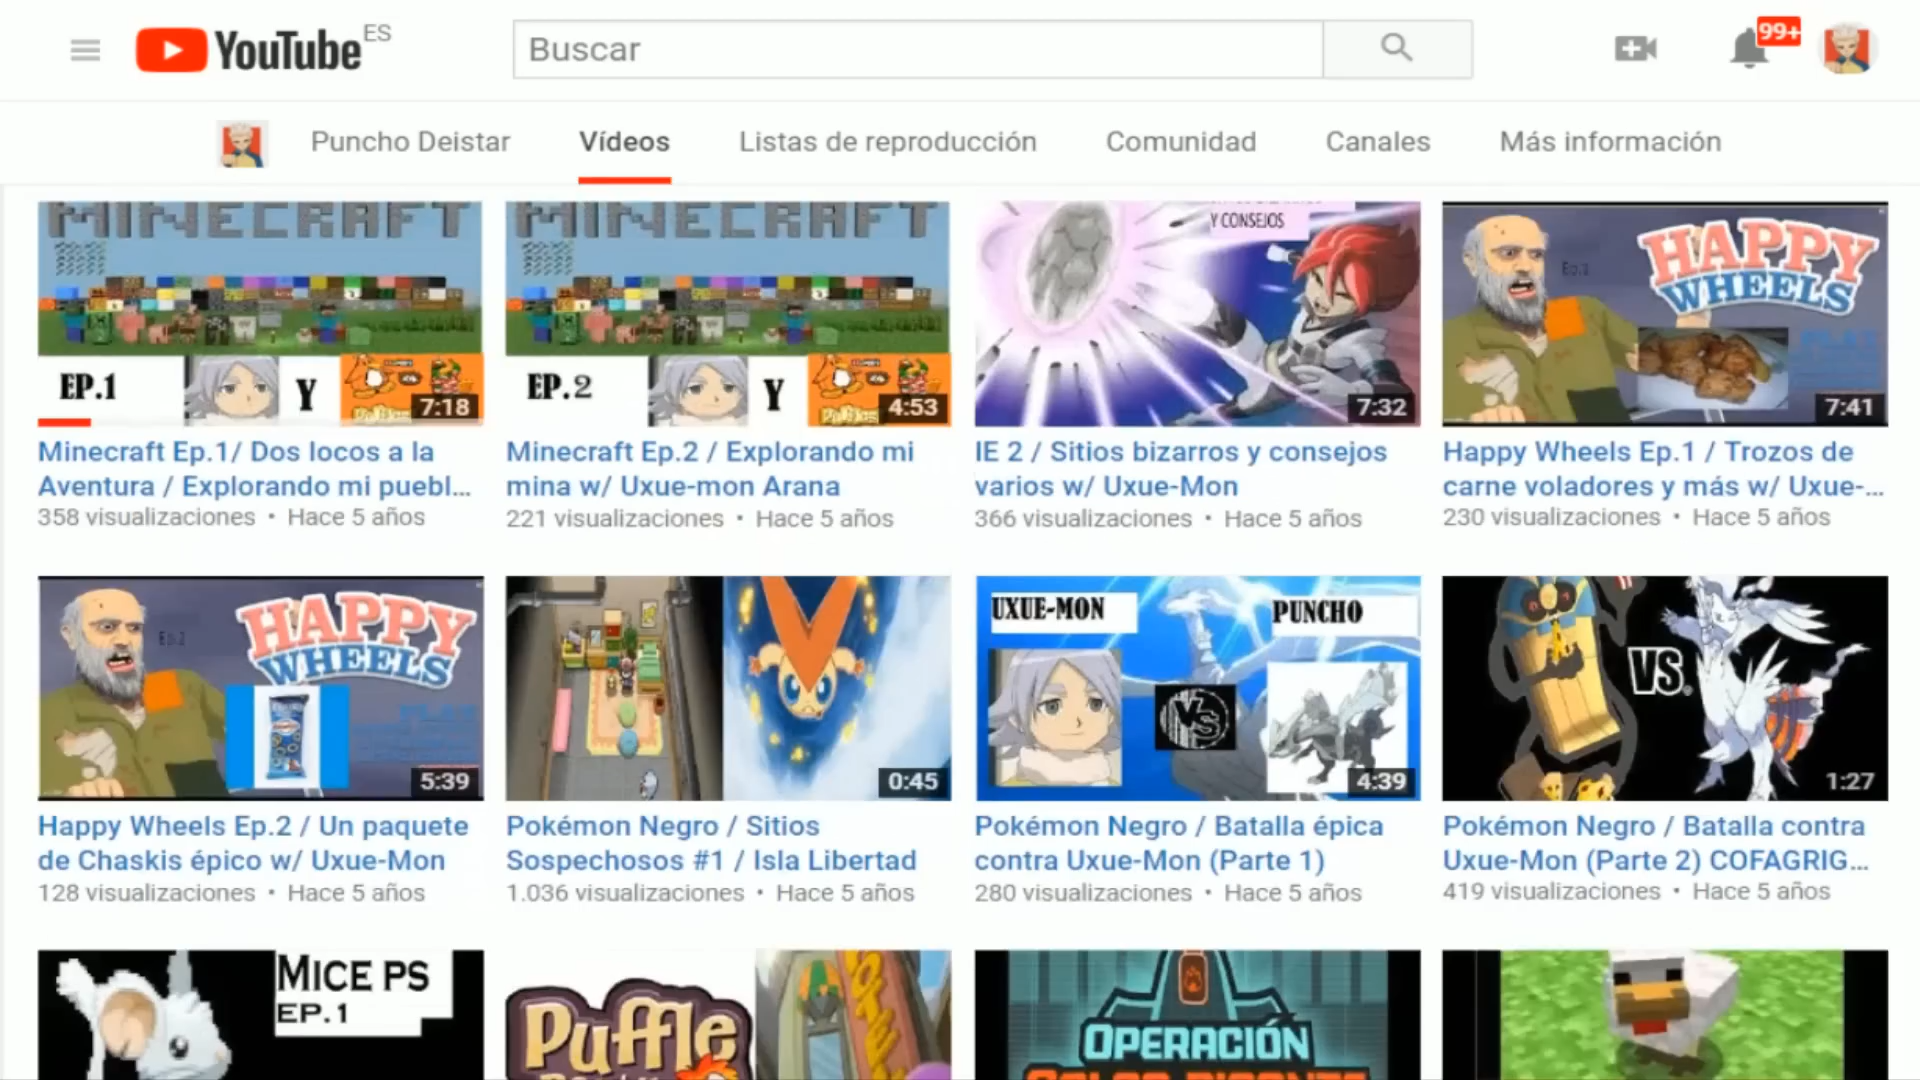 YouTube ES
Buscar
99+
Puncho Deistar
Vídeos
Listas de reproducción
Comunidad
Canales
Más información
MINECRAFT
EP.1
Y
7:18
Minecraft Ep.1/ Dos locos a la
Aventura / Explorando mi puebl...
358 visualizaciones • Hace 5 años
MINECRAFT
EP.2
Y
4:53
Minecraft Ep.2 / Explorando mi
mina w/ Uxue-mon Arana
221 visualizaciones • Hace 5 años
Y CONSEJOS
7:32
IE 2 / Sitios bizarros y consejos
varios w/ Uxue-Mon
366 visualizaciones • Hace 5 años
Ep.1
HAPPY
WHEELS
7:41
Happy Wheels Ep.1 / Trozos de
carne voladores y más w/ Uxue-...
230 visualizaciones • Hace 5 años
Ep.2
HAPPY
WHEELS
5:39
Happy Wheels Ep.2 / Un paquete
de Chaskis épico w/ Uxue-Mon
128 visualizaciones • Hace 5 años
0:45
Pokémon Negro / Sitios
Sospechosos #1 / Isla Libertad
1.036 visualizaciones • Hace 5 años
UXUE-MON
PUNCHO
VS
4:39
Pokémon Negro / Batalla épica
contra Uxue-Mon (Parte 1)
280 visualizaciones • Hace 5 años
VS.
1:27
Pokémon Negro / Batalla contra
Uxue-Mon (Parte 2) COFAGRIG...
419 visualizaciones • Hace 5 años
MICE PS
EP.1
Puffle
HOTEL
OPERACIÓN